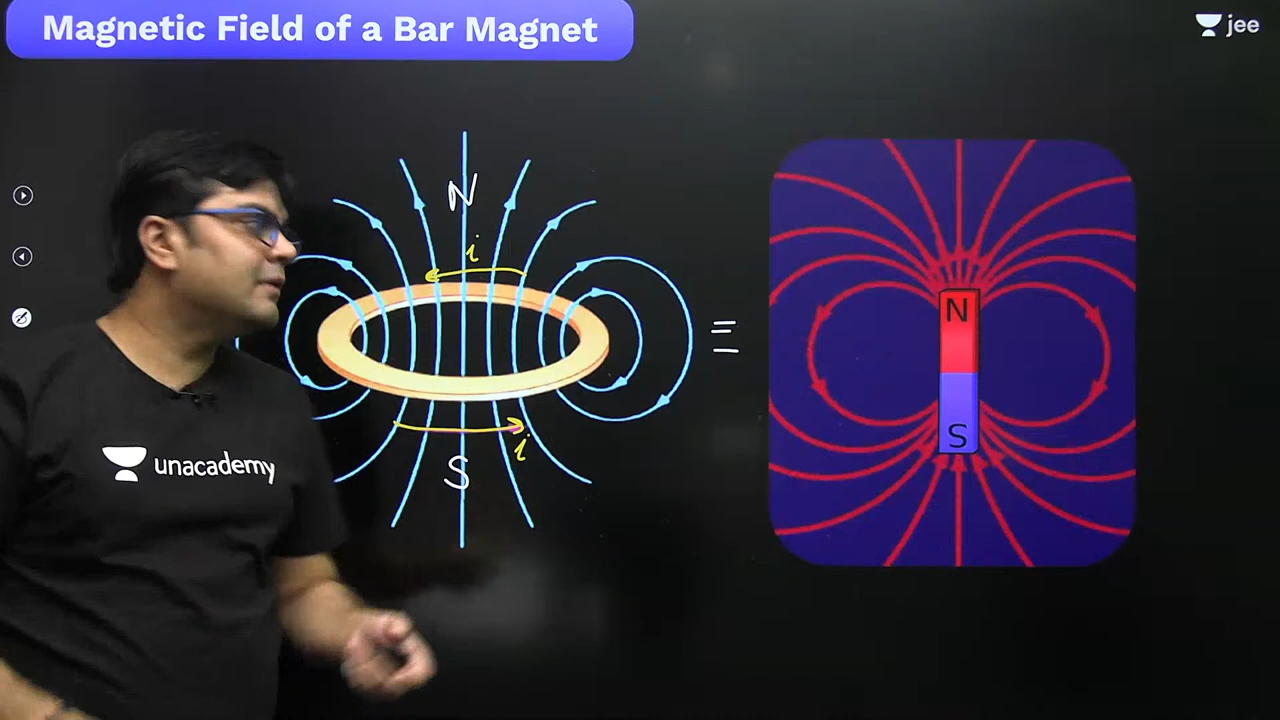 Magnetic Field of a Bar Magnet
jee
N
i
i
S
=
N
S
unacademy